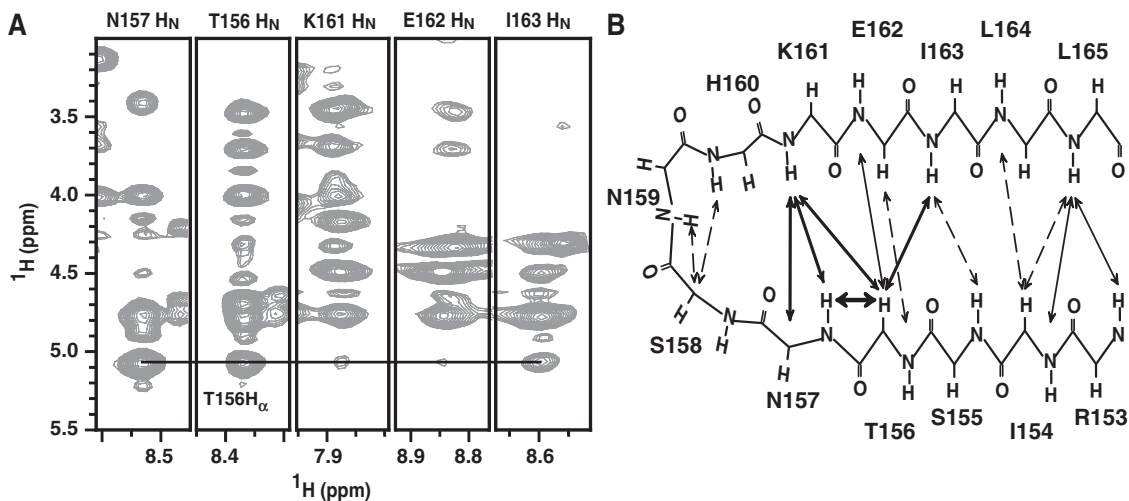 A
N157 HN T156 HN K161 HN E162 HN I163 HN
3.5
4.0
4.5
5.0
5.5
1H (ppm)
T156Hα
8.5 8.4 7.9 8.9 8.8 8.6
1H (ppm)
B
E162 L164
K161 I163 L165
H160
H H H
O N O H N O H
N O O N O N O
H H H H H
H N H
H
N159
N H
O
H
O H H H H O H
H N N O N N O N
S158 H
H O N H O N H
N157 H H
T156 S155 I154 R153